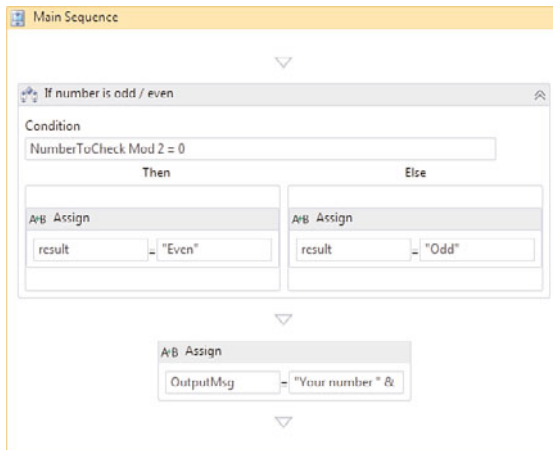 Main Sequence
If number is odd / even
Condition
NumberToCheck Mod 2 = 0
Then Else
A+B Assign A+B Assign
result = "Even" result = "Odd"
A+B Assign
OutputMsg = "Your number " &